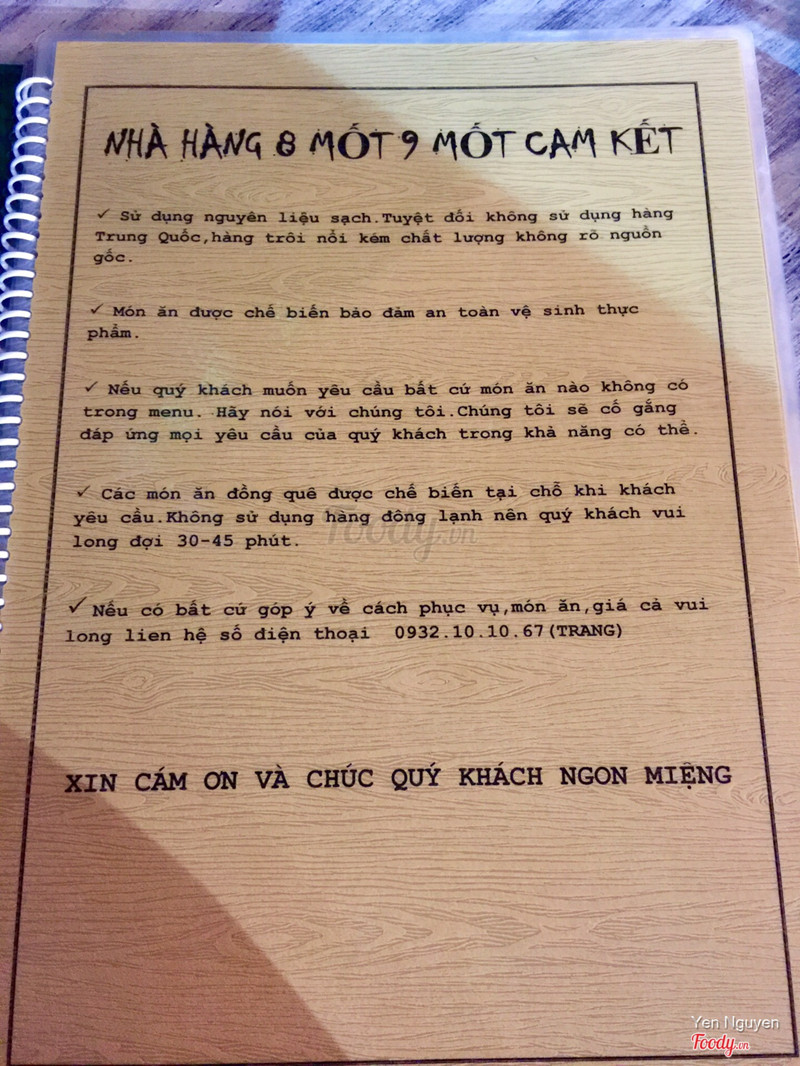 NHÀ HÀNG 8 MỐT 9 MỐT CAM KẾT
✓ Sử dụng nguyên liệu sạch.Tuyệt đối không sử dụng hàng
Trung Quốc,hàng trôi nổi kém chất lượng không rõ nguồn
gốc.
✓ Món ăn được chế biến bảo đảm an toàn vệ sinh thực
phẩm.
✓ Nếu quý khách muốn yêu cầu bất cứ món ăn nào không có
trong menu. Hãy nói với chúng tôi.Chúng tôi sẽ cố gắng
đáp ứng mọi yêu cầu của quý khách trong khả năng có thể.
✓ Các món ăn đồng quê được chế biến tại chỗ khi khách
yêu cầu.Không sử dụng hàng đông lạnh nên quý khách vui
long đợi 30-45 phút.
✓ Nếu có bất cứ góp ý về cách phục vụ,món ăn,giá cả vui
long lien hệ số điện thoại 0932.10.10.67(TRANG)
XIN CÁM ƠN VÀ CHÚC QUÝ KHÁCH NGON MIỆNG
Foody.vn
Yen Nguyen
Foody.vn